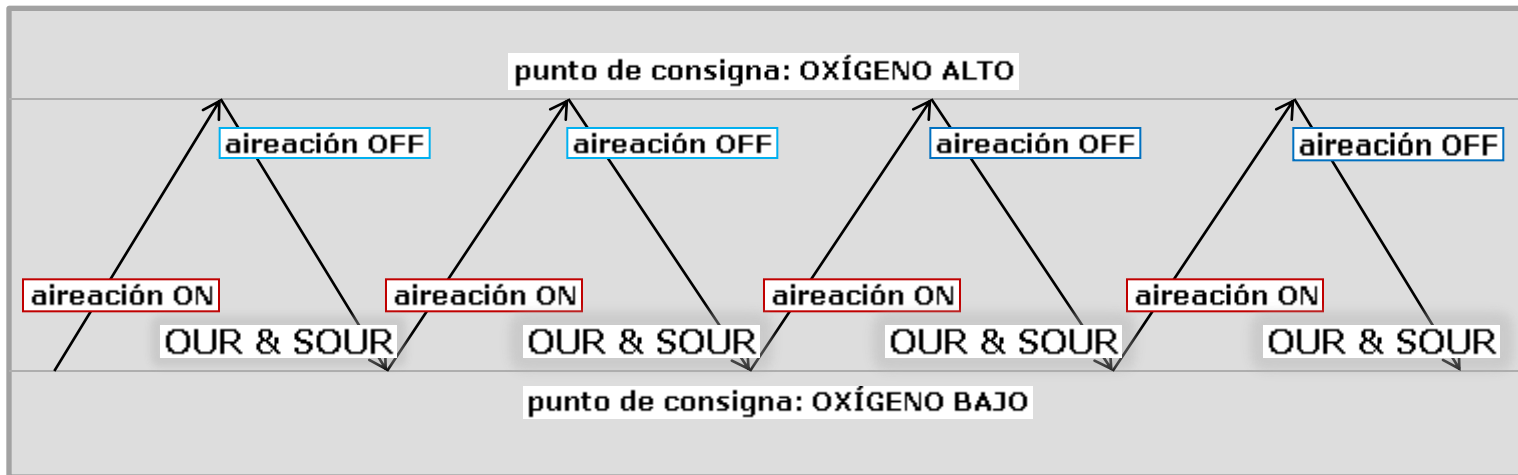 punto de consigna: OXÍGENO ALTO
aireación OFF
aireación OFF
aireación OFF
aireación OFF
aireación ON
aireación ON
aireación ON
aireación ON
OUR & SOUR
OUR & SOUR
OUR & SOUR
OUR & SOUR
punto de consigna: OXÍGENO BAJO